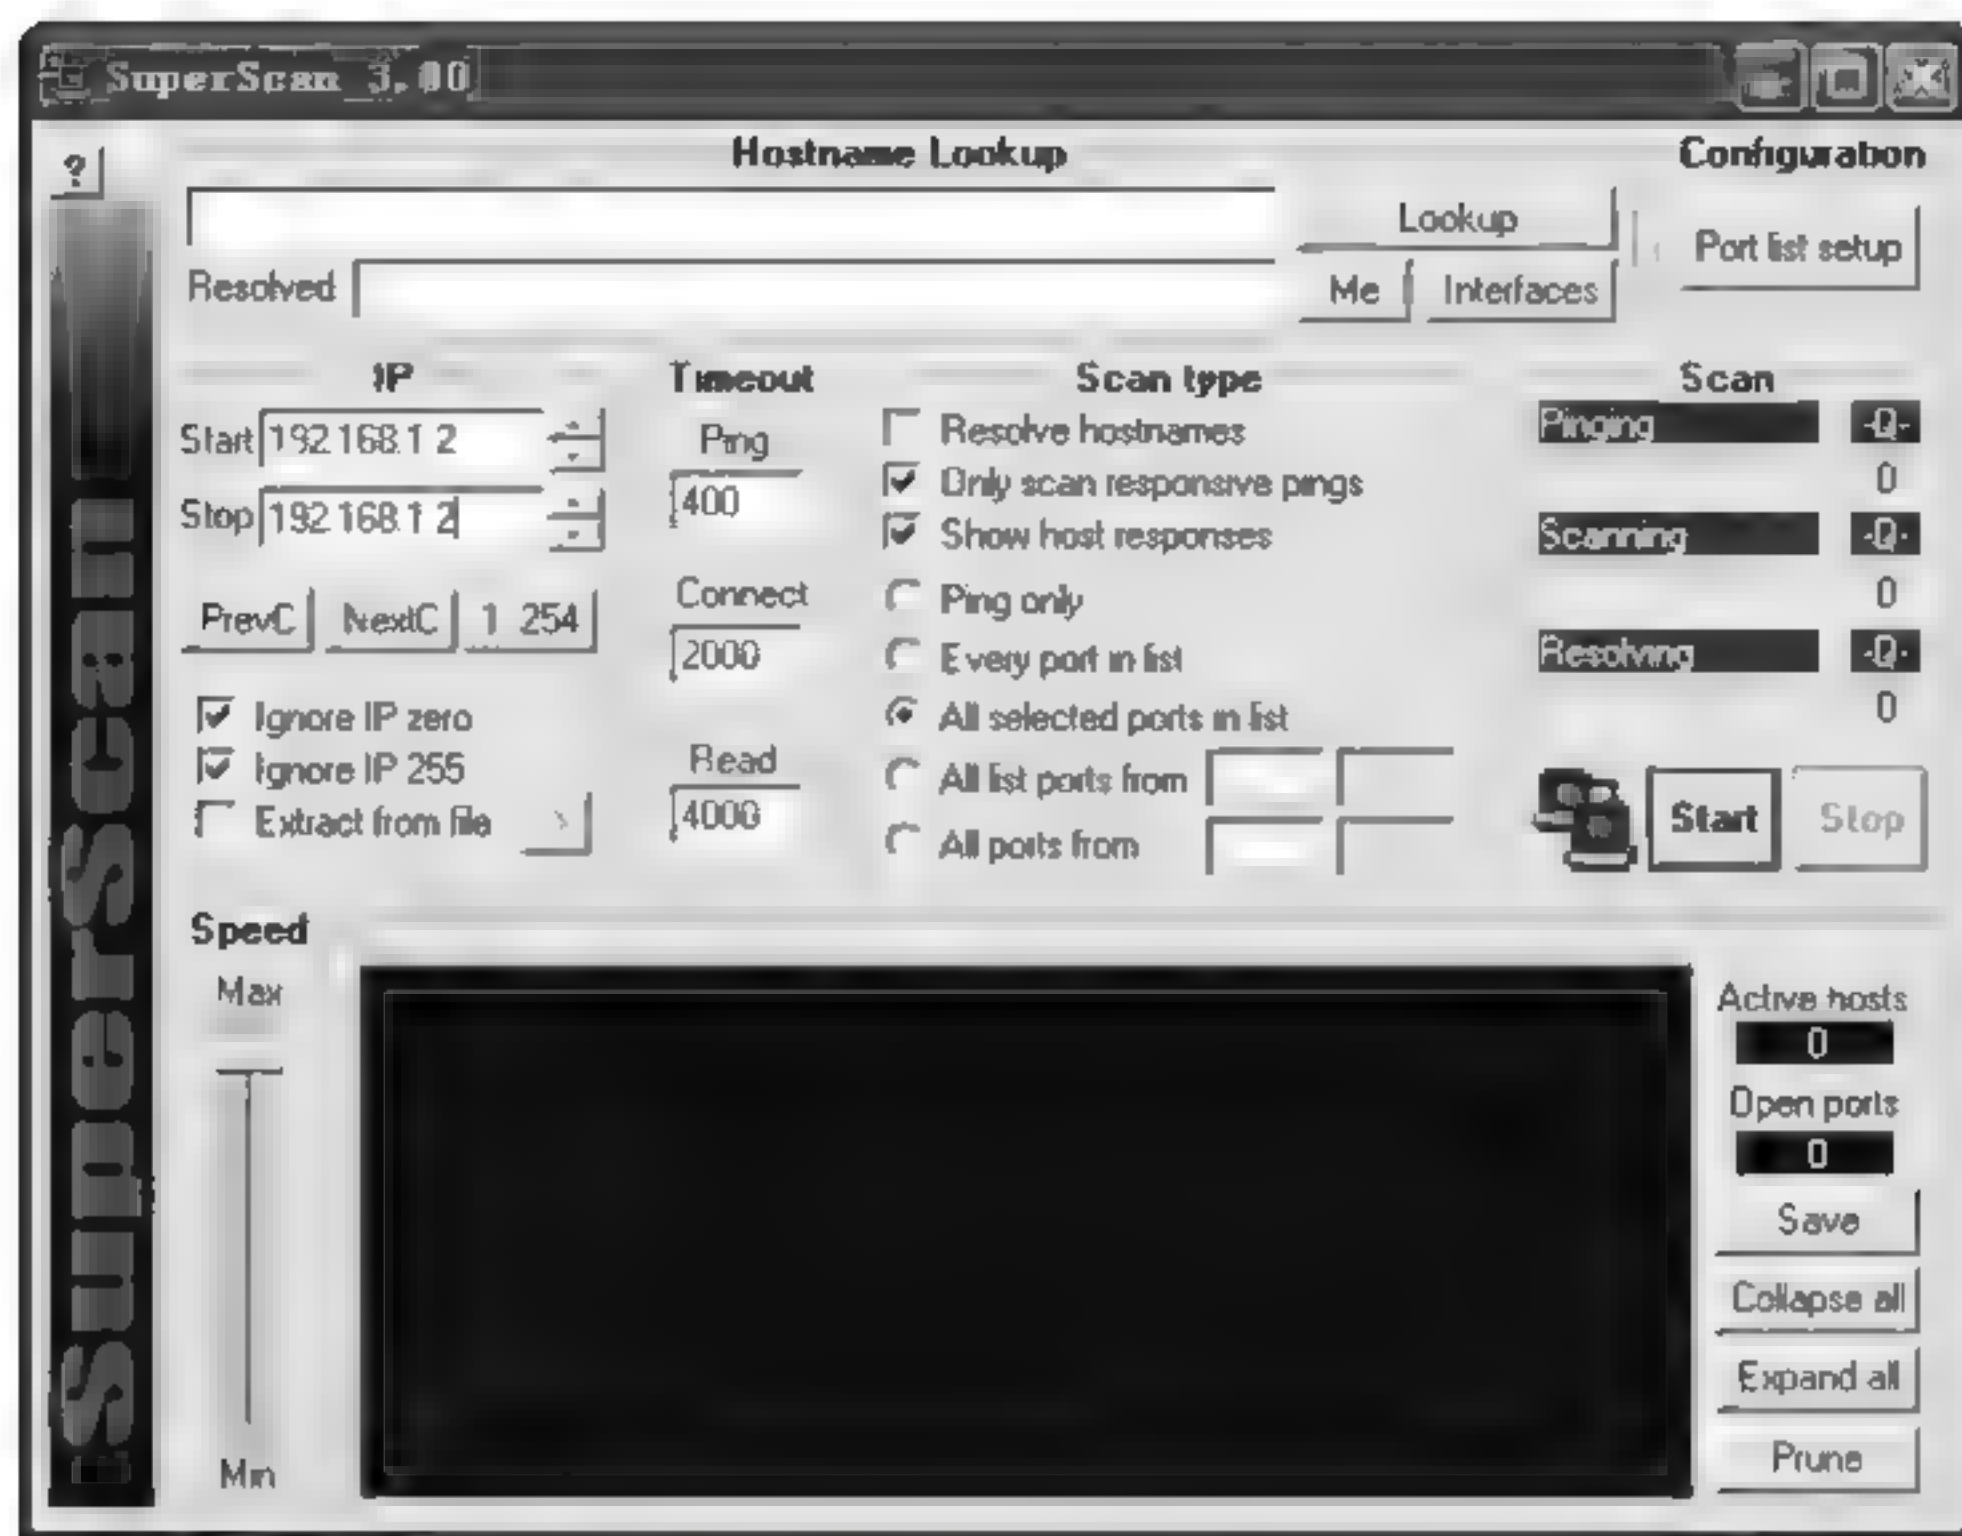 SuperScan 3.00
?
Hostname Lookup
Configuration
Lookup
Port list setup
Resolved
Me
Interfaces
IP
Timeout
Scan type
Scan
Start 192 168.1 2
Stop 192 168.1 2
PrevC
NextC
1 254
Ignore IP zero
Ignore IP 255
Extract from file
>
Ping
400
Connect
2000
Read
4000
Resolve hostnames
Only scan responsive pings
Show host responses
Ping only
Every port in list
All selected ports in list
All list ports from
All ports from
Pinging
0
Scanning
0
Resolving
0
Start
Stop
Speed
Max
Min
Active hosts
0
Open ports
0
Save
Collapse all
Expand all
Prune
SuperScan